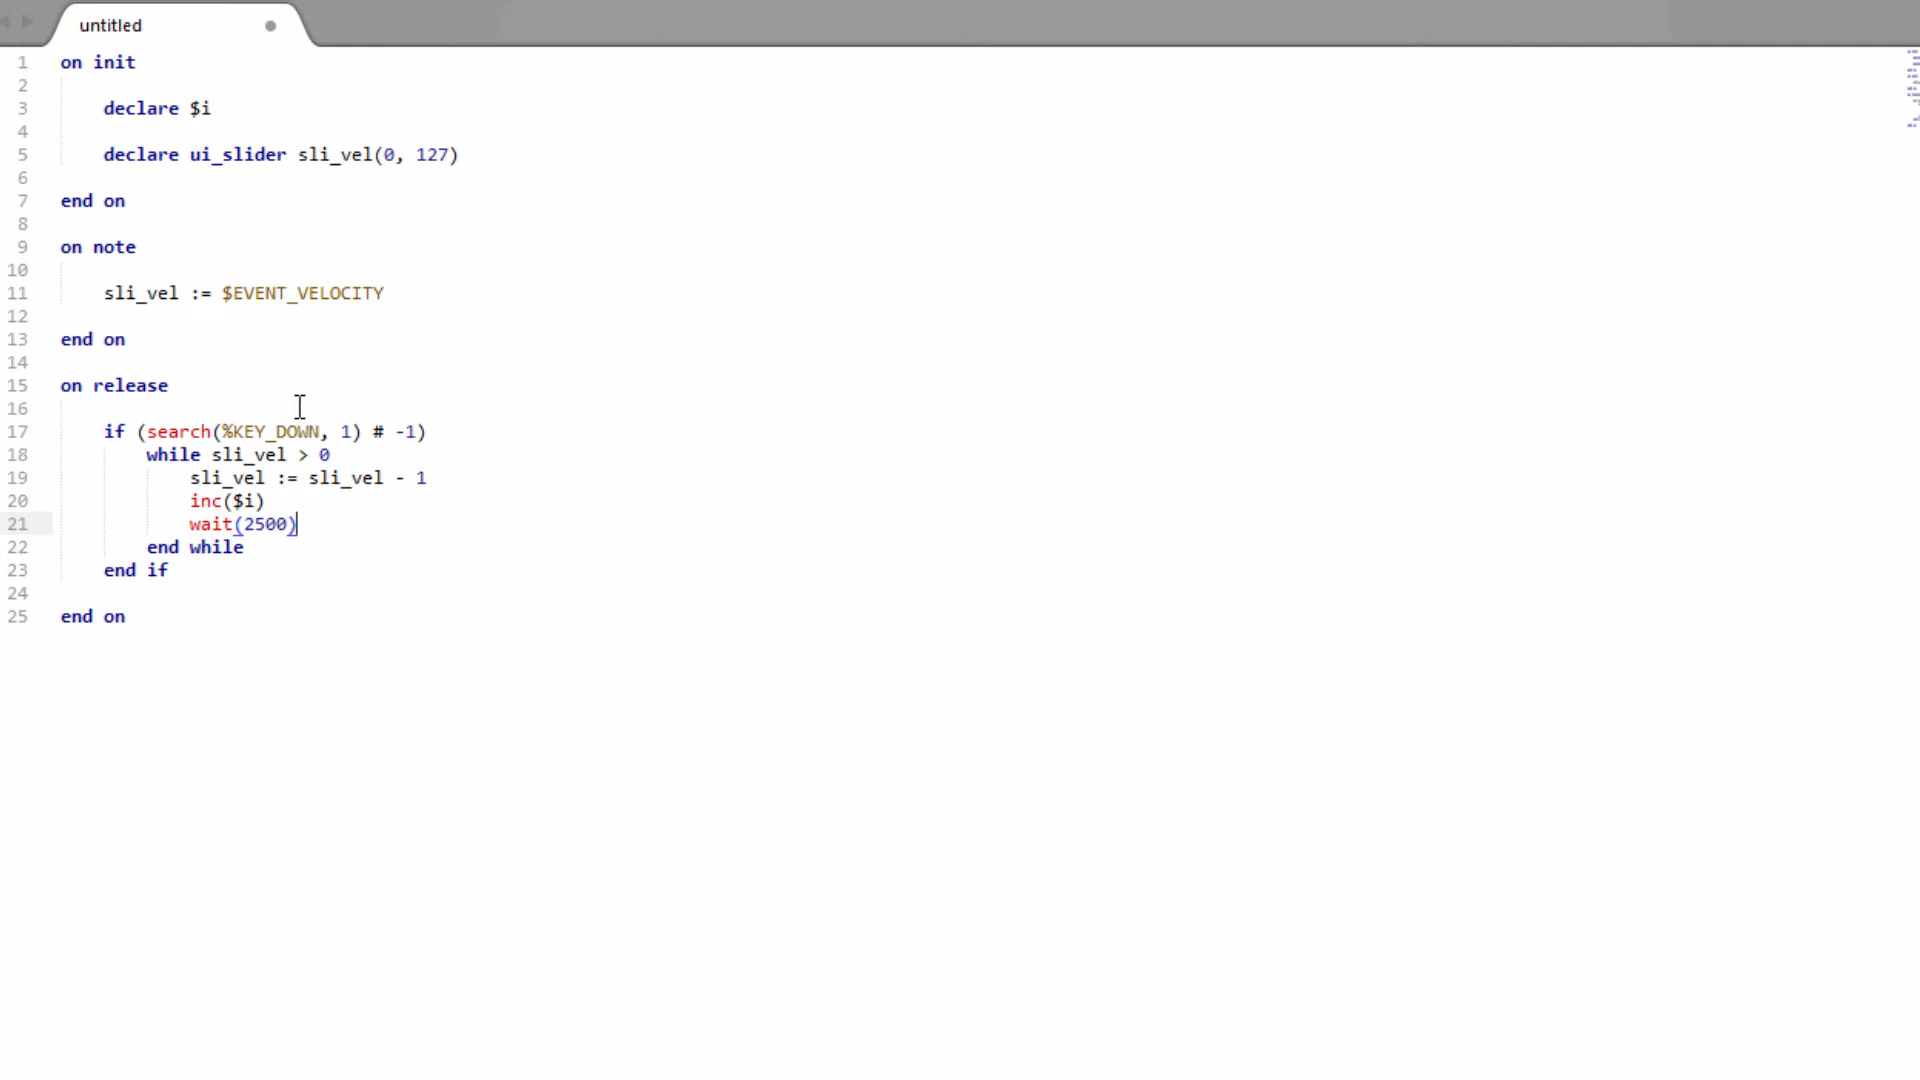 untitled
1 on init
2
3 declare $i
4
5 declare ui_slider sli_vel(0, 127)
6
7 end on
8
9 on note
10
11 sli_vel := $EVENT_VELOCITY
12
13 end on
14
15 on release
16
17 if (search(%KEY_DOWN, 1) # -1)
18 while sli_vel > 0
19 sli_vel := sli_vel - 1
20 inc($i)
21 wait(2500)
22 end while
23 end if
24
25 end on